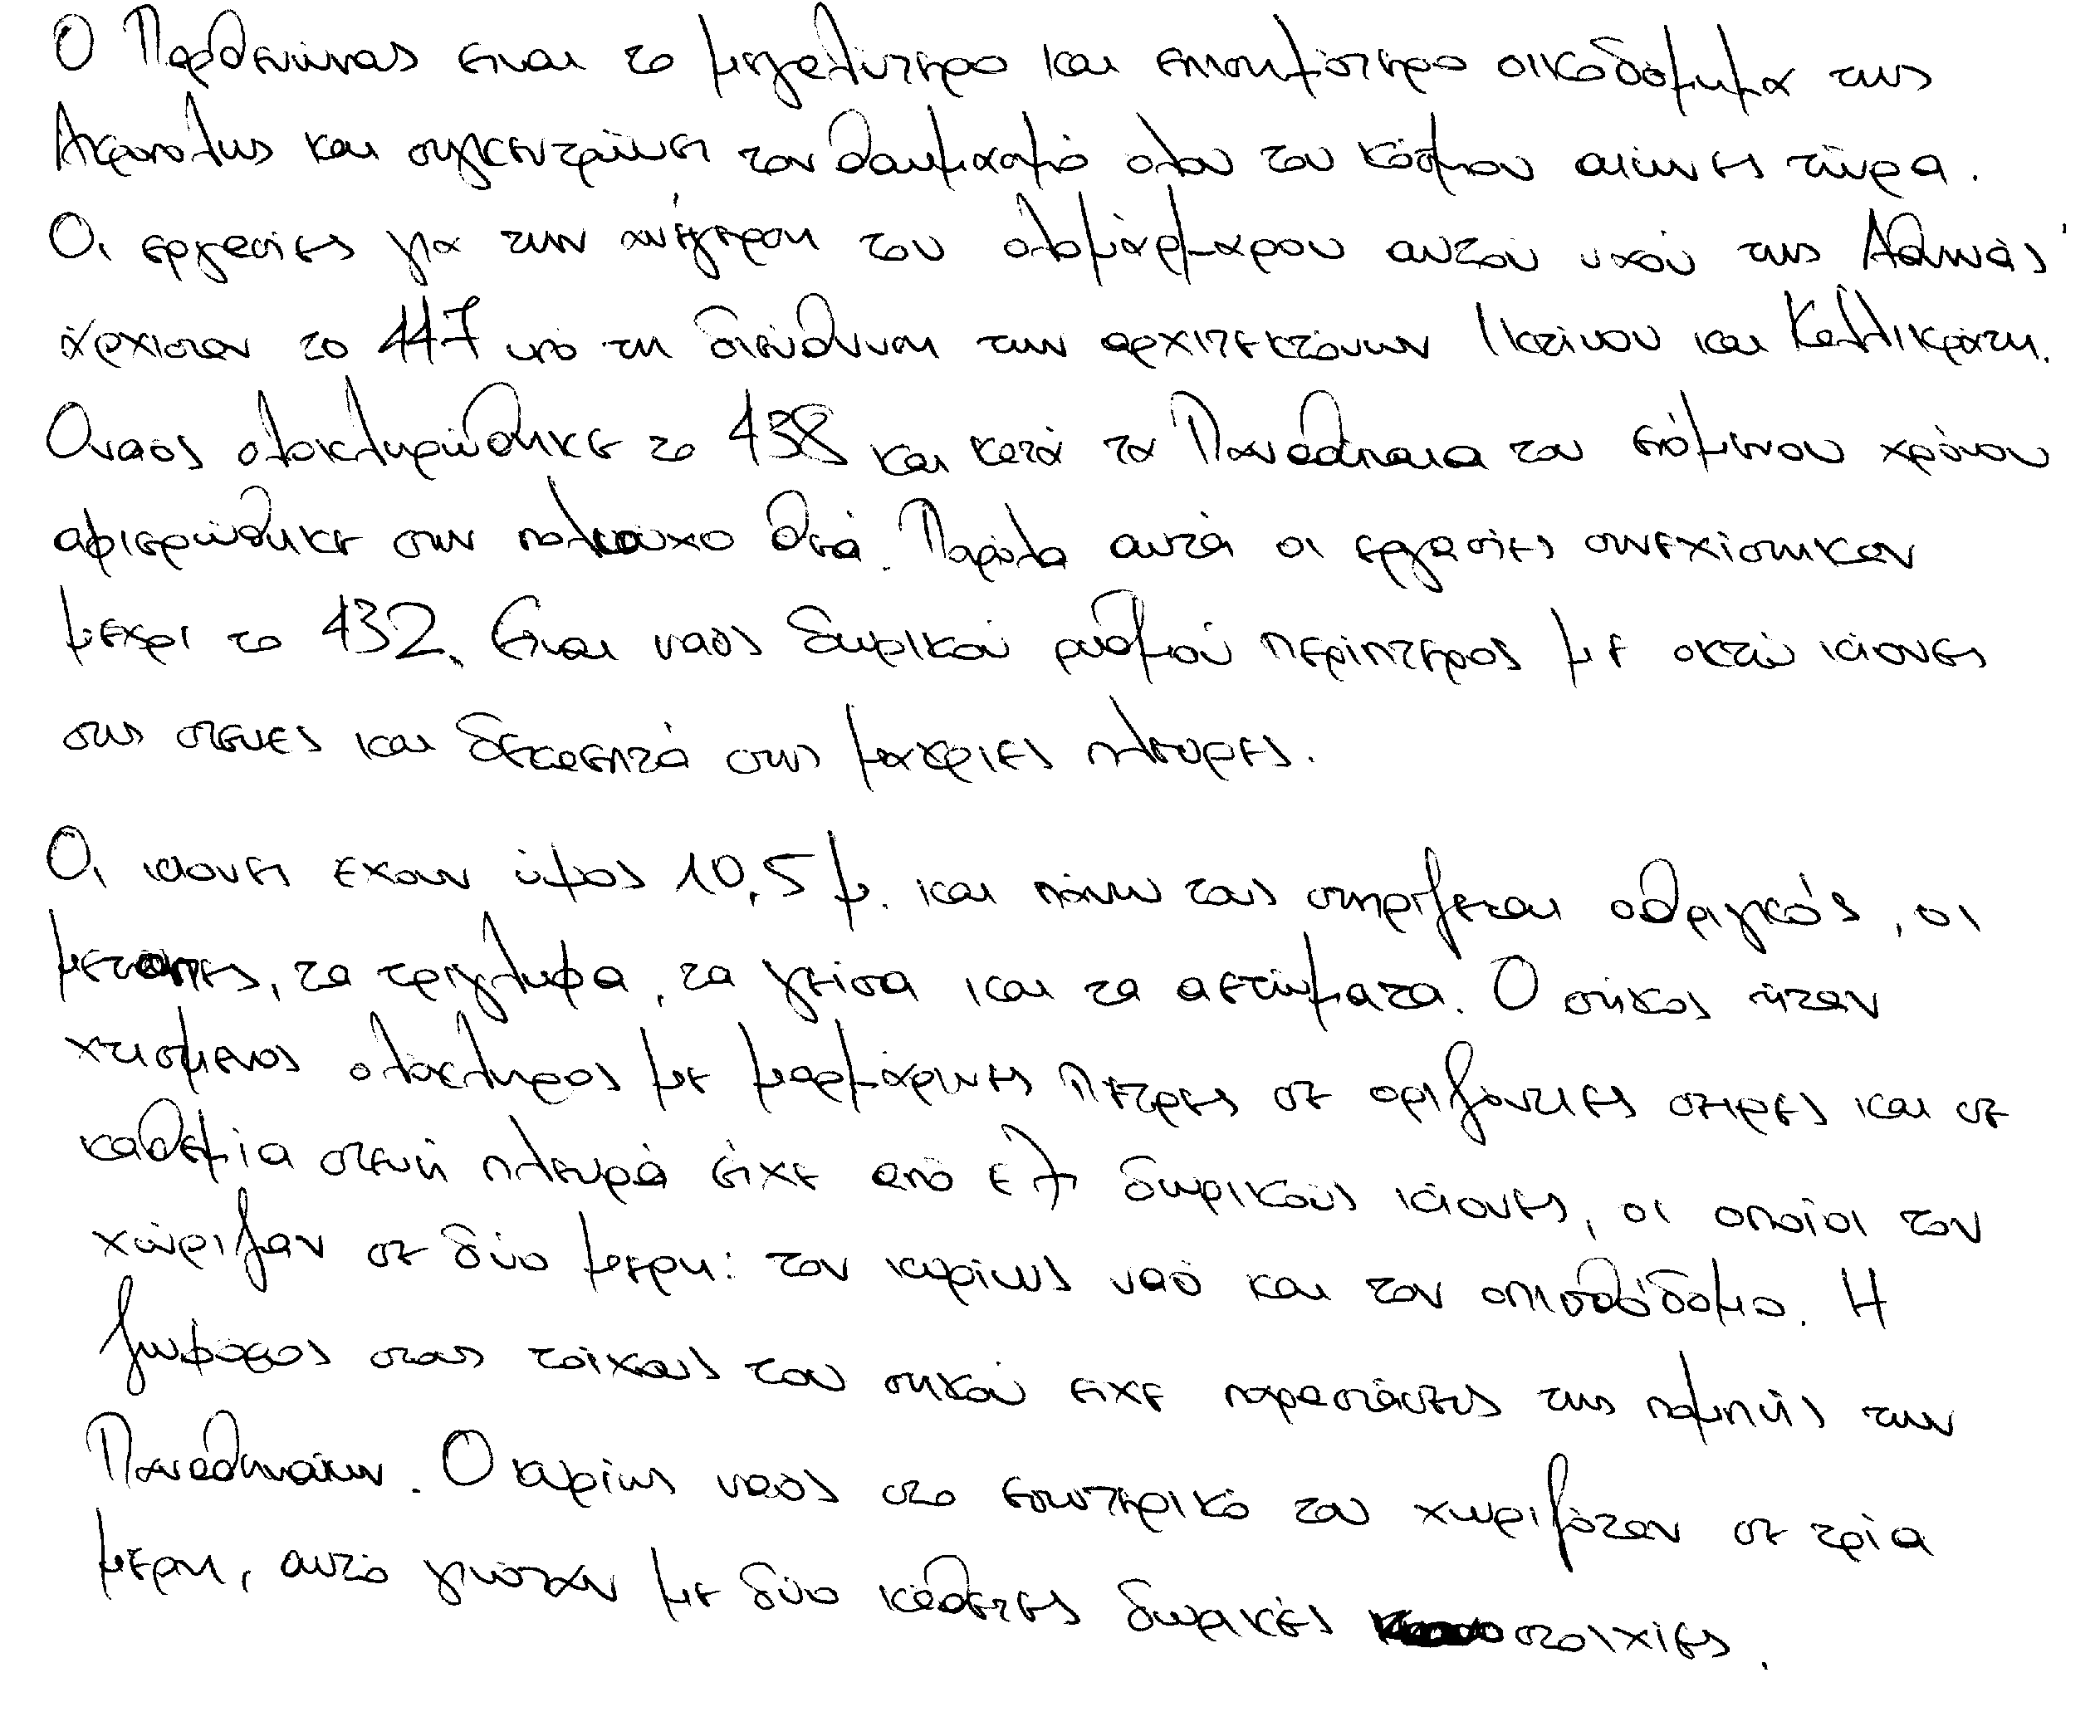 Ο Παρθενώνας είναι το μεγαλύτερο και επισημότερο οικοδόμημα της
Ακρόπολης και συγκεντρώνει τον θαυμασμό όλου του κόσμου αιώνες τώρα.
Οι εργασίες για την ανέγερση του ολομάρμαρου αυτού ναού της Αθηνάς
άρχισαν το 447 υπό τη διεύθυνση των αρχιτεκτόνων Ικτίνου και Καλλικράτη.
Ο ναός ολοκληρώθηκε το 438 και κατά τα Παναθήναια του επόμενου χρόνου
αφιερώθηκε στην πολιούχο θεά. Παρόλα αυτά οι εργασίες συνεχίστηκαν
μέχρι το 432. Είναι ναός δωρικού ρυθμού περίπτερος με οκτώ κίονες
στις στενές και δεκαεπτά στις μακριές πλευρές.
Οι κίονες έχουν ύψος 10,5 μ. και πάνω τους στηρίζεται ο θριγκός, οι
μετώπες, τα τρίγλυφα, τα γείσα και τα αετώματα. Ο σηκός ήταν
χτισμένος ολόκληρος με μαρμάρινες πέτρες σε οριζόντιες σειρές και σε
καθεμία στενή πλευρά είχε από έξη δωρικούς κίονες, οι οποίοι τον
χώριζαν σε δύο μέρη: τον κυρίως ναό και τον οπισθόδομο. Η
ζωφόρος στους τοίχους του σηκού είχε παραστάσεις της πομπής των
Παναθηναίων. Ο κυρίως ναός στο εσωτερικό του χωριζόταν σε τρία
μέρη, αυτό γινόταν με δύο κάθετες δωρικές στοιχίες.